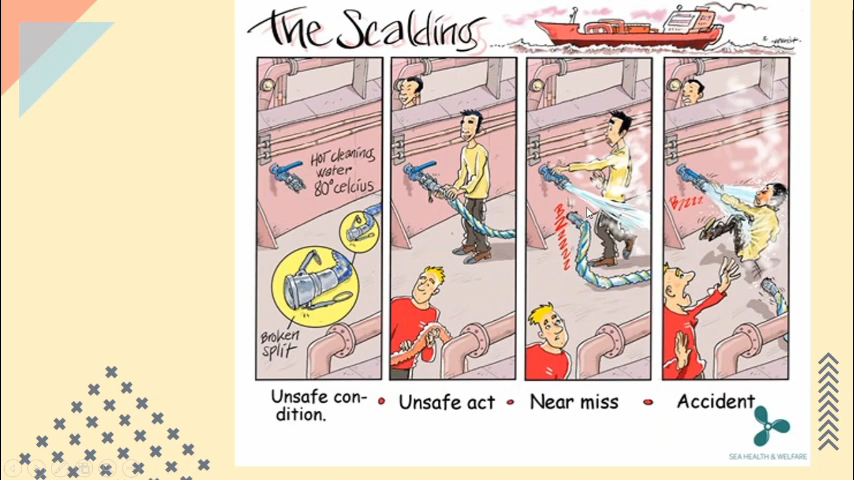 The Scalding
Hot cleaning
water
80° celcius
Broken
split
Bzzzzzz
Bzzzz
Unsafe con-
dition.
Unsafe act
Near miss
Accident
SEA HEALTH & WELFARE